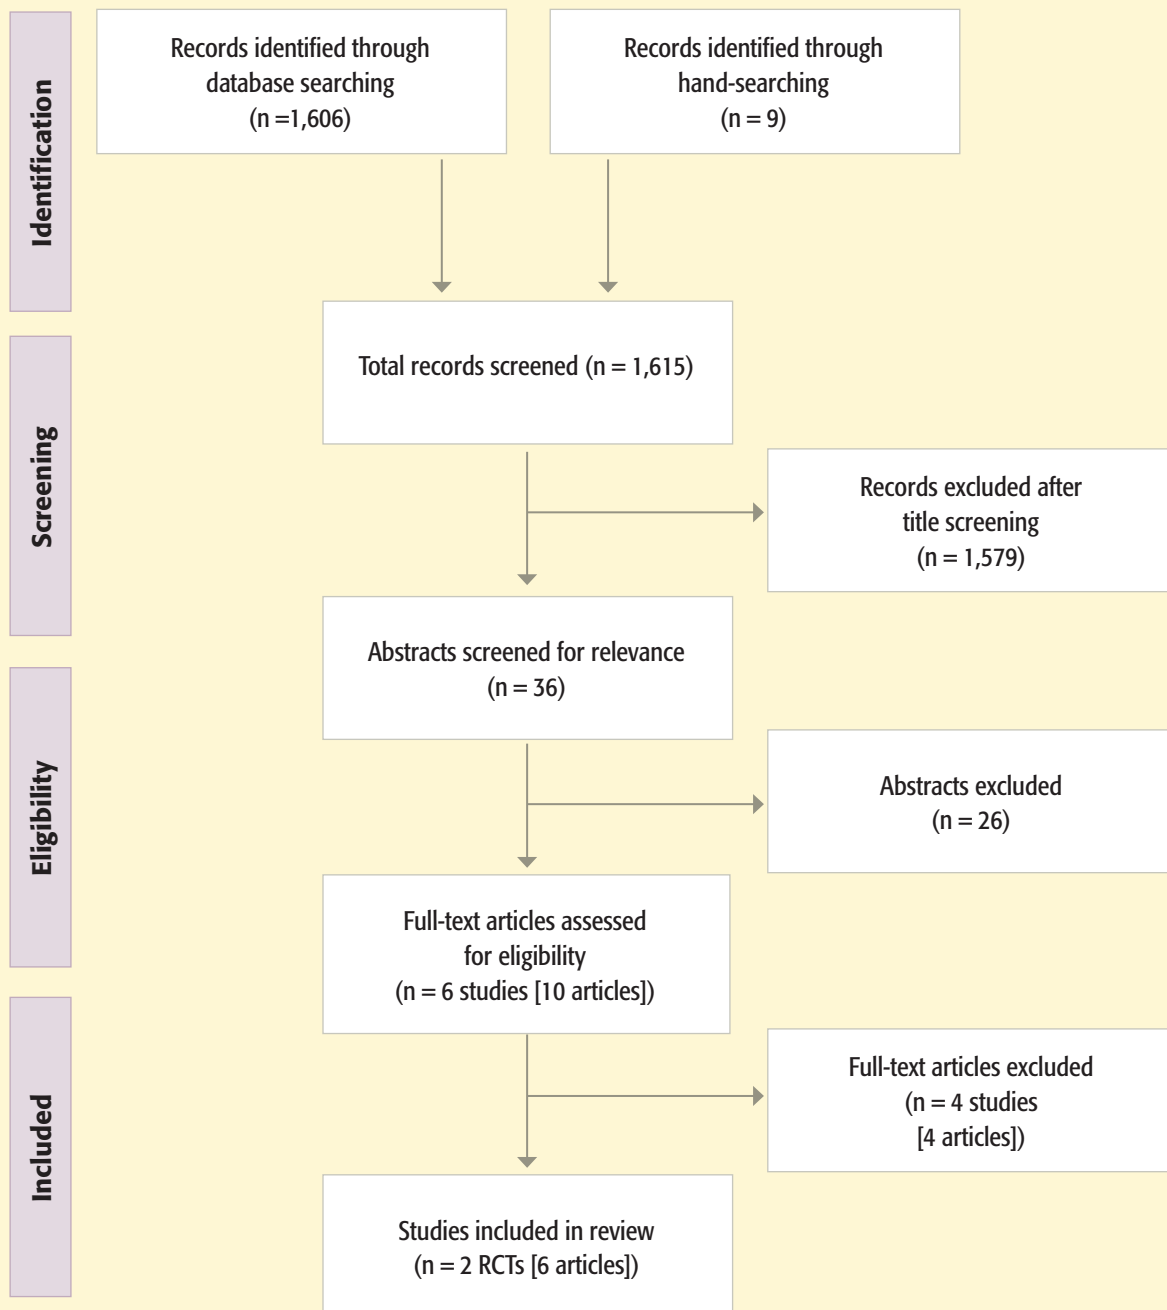 Identification
Records identified through
database searching
(n =1,606)
Records identified through
hand-searching
(n = 9)
Screening
Total records screened (n = 1,615)
Records excluded after
title screening
(n = 1,579)
Abstracts screened for relevance
(n = 36)
Eligibility
Abstracts excluded
(n = 26)
Full-text articles assessed
for eligibility
(n = 6 studies [10 articles])
Included
Full-text articles excluded
(n = 4 studies
[4 articles])
Studies included in review
(n = 2 RCTs [6 articles])